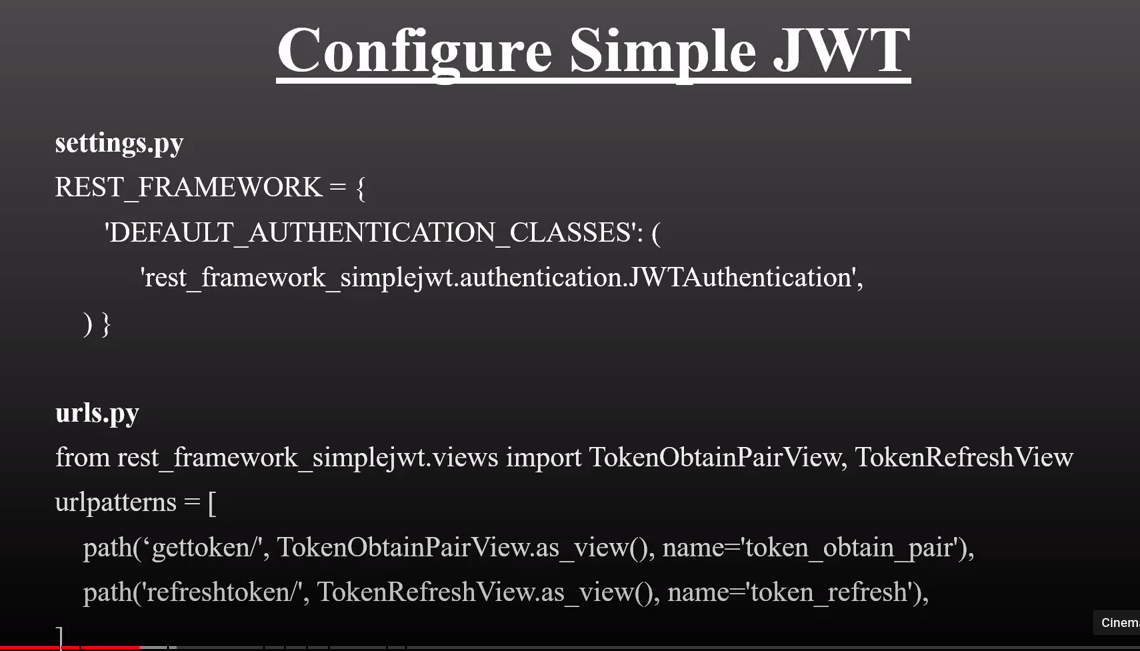 Configure Simple JWT
settings.py
REST_FRAMEWORK = {
'DEFAULT_AUTHENTICATION_CLASSES': (
'rest_framework_simplejwt.authentication.JWTAuthentication',
) }
urls.py
from rest_framework_simplejwt.views import TokenObtainPairView, TokenRefreshView
urlpatterns = [
path(‘gettoken/', TokenObtainPairView.as_view(), name='token_obtain_pair'),
path('refreshtoken/', TokenRefreshView.as_view(), name='token_refresh'),
]